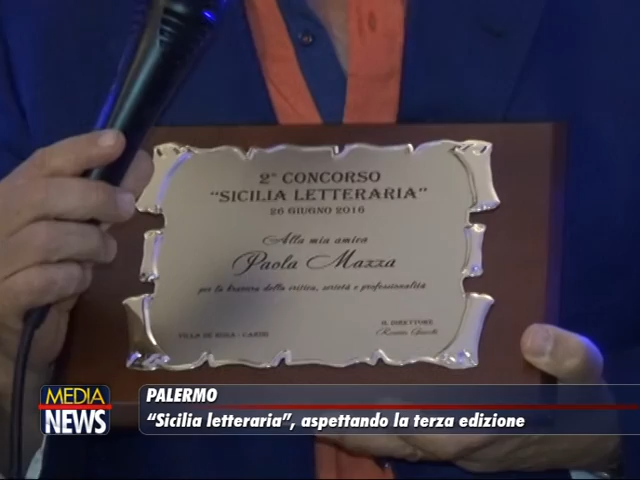 2° CONCORSO
"SICILIA LETTERARIA"
26 GIUGNO 2016
Alla mia amica
Paola Mazza
per la bravura della critica, serietà e professionalità
IL DIRETTORE
MEDIA
NEWS
PALERMO
“Sicilia letteraria”, aspettando la terza edizione